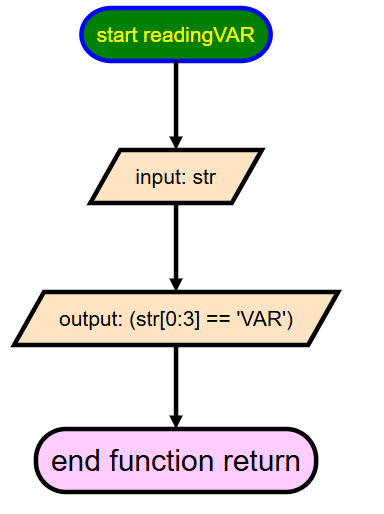 start readingVAR
input: str
output: (str[0:3] == 'VAR')
end function return